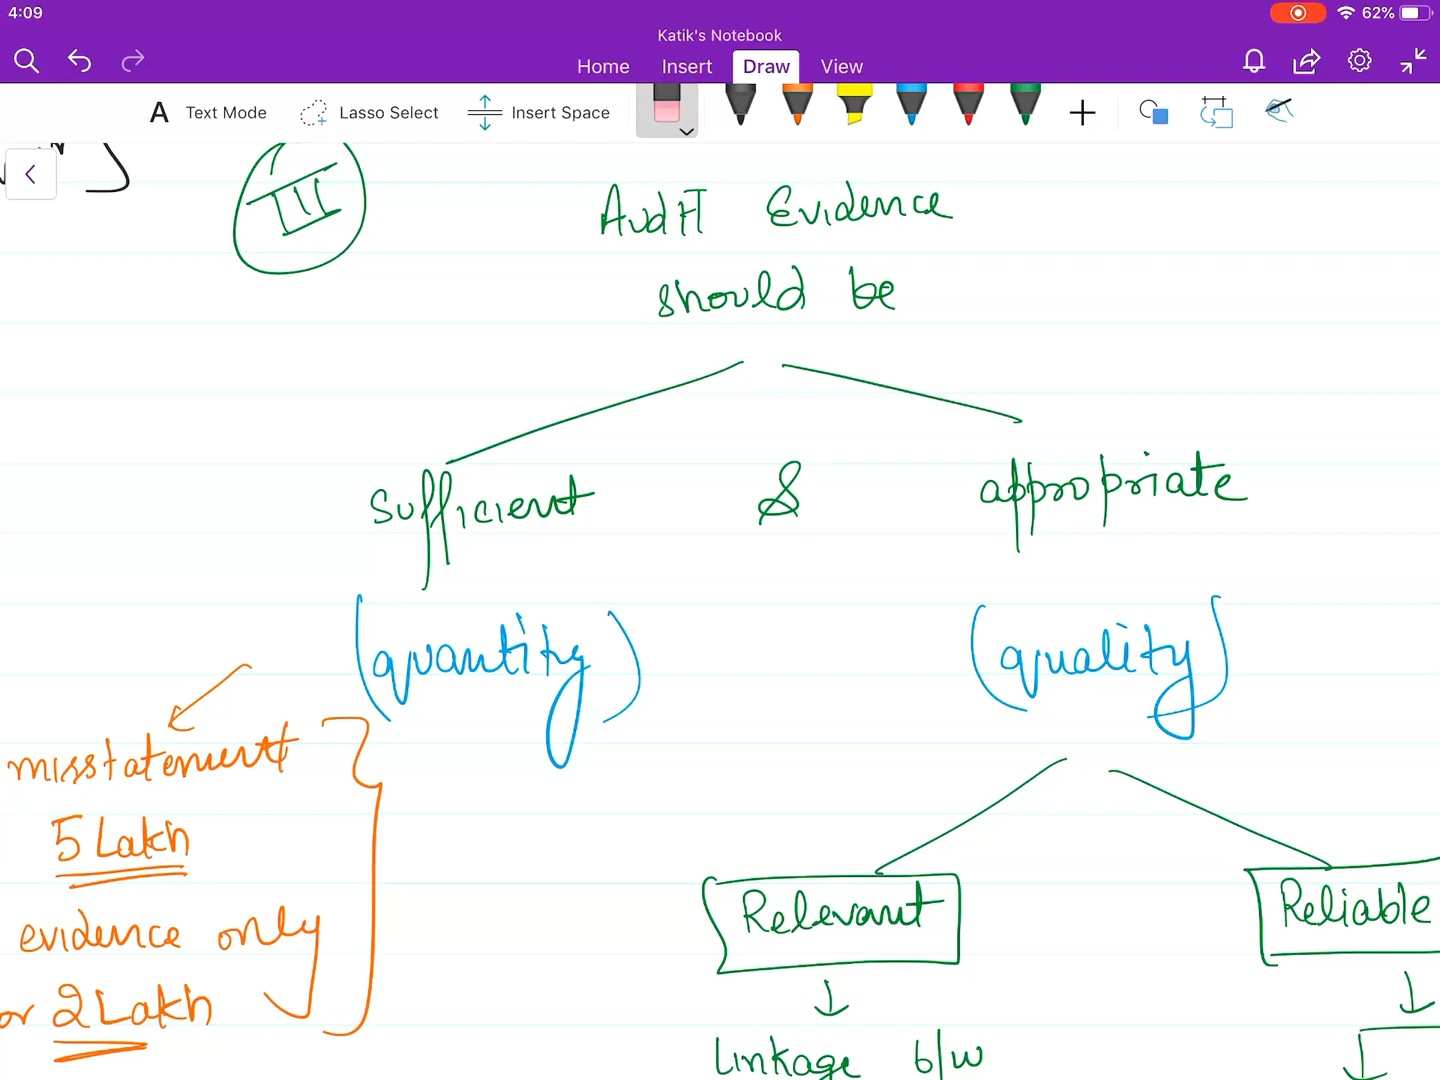 4:09
62%
Katik's Notebook
Home Insert Draw View
A Text Mode Lasso Select Insert Space
III
Audit Evidence
should be
sufficient & appropriate
(quantity) (quality)
misstatement
5 Lakh
evidence only
or 2 Lakh
Relevant Reliable
Linkage b/w